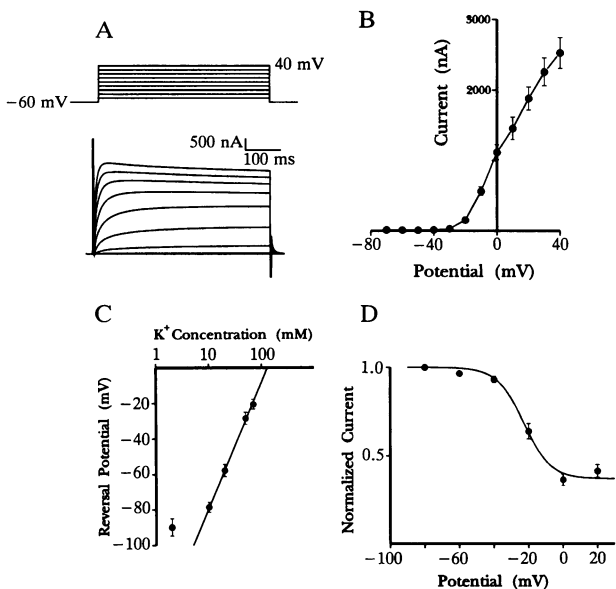 A
40 mV
−60 mV
500 nA
100 ms
B
Current (nA)
3000
2000
−80
−40
0
40
Potential (mV)
C
K+ Concentration (mM)
1
10
100
Reversal Potential (mV)
−20
−40
−60
−80
−100
D
Normalized Current
1.0
0.5
−100
−60
−20
0
20
Potential (mV)